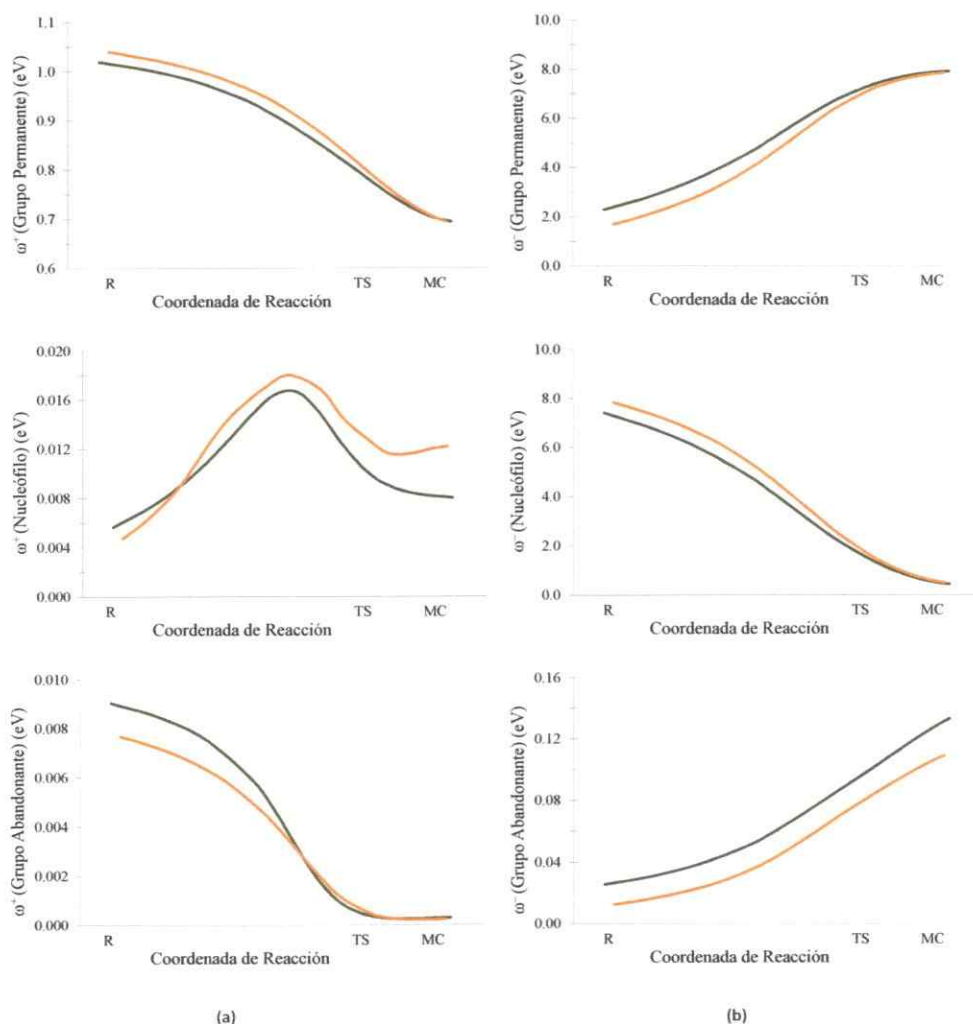 ω⁺ (Grupo Permanente) (eV)
1.1
1.0
0.9
0.8
0.7
0.6
R TS MC
Coordenada de Reacción
ω⁻ (Grupo Permanente) (eV)
10.0
8.0
6.0
4.0
2.0
0.0
R TS MC
Coordenada de Reacción
ω⁺ (Nucleófilo) (eV)
0.020
0.016
0.012
0.008
0.004
0.000
R TS MC
Coordenada de Reacción
ω⁻ (Nucleófilo) (eV)
10.0
8.0
6.0
4.0
2.0
0.0
R TS MC
Coordenada de Reacción
ω⁺ (Grupo Abandonante) (eV)
0.010
0.008
0.006
0.004
0.002
0.000
R TS MC
Coordenada de Reacción
ω⁻ (Grupo Abandonante) (eV)
0.16
0.12
0.08
0.04
0.00
R TS MC
Coordenada de Reacción
(a) (b)